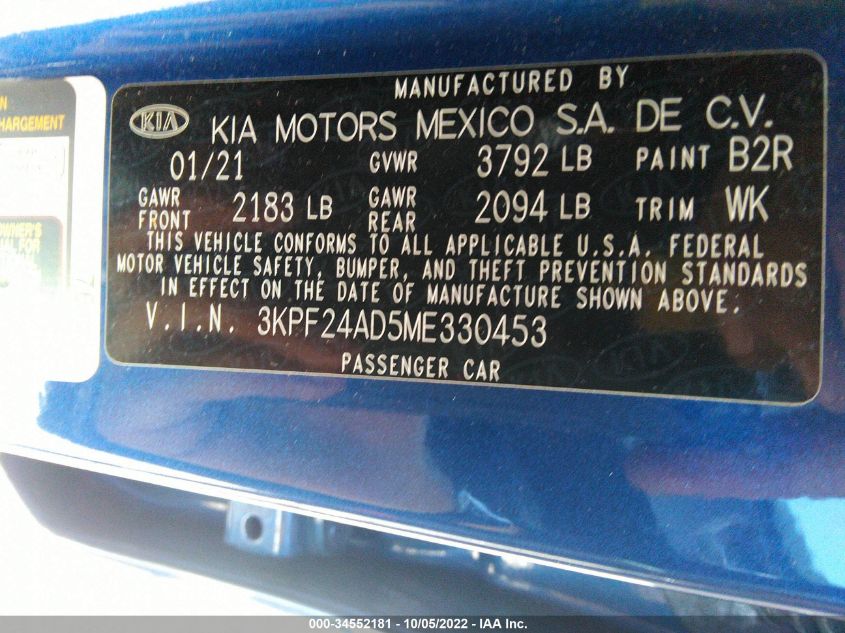 N
HARGEMENT
OWNER'S
FOR
MANUFACTURED BY
KIA KIA MOTORS MEXICO S.A. DE C.V.
01/21 GVWR 3792 LB PAINT B2R
GAWR FRONT 2183 LB GAWR REAR 2094 LB TRIM WK
THIS VEHICLE CONFORMS TO ALL APPLICABLE U.S.A. FEDERAL
MOTOR VEHICLE SAFETY, BUMPER, AND THEFT PREVENTION STANDARDS
IN EFFECT ON THE DATE OF MANUFACTURE SHOWN ABOVE.
V.I.N. 3KPF24AD5ME330453
PASSENGER CAR
000-34552181 - 10/05/2022 - IAA Inc.